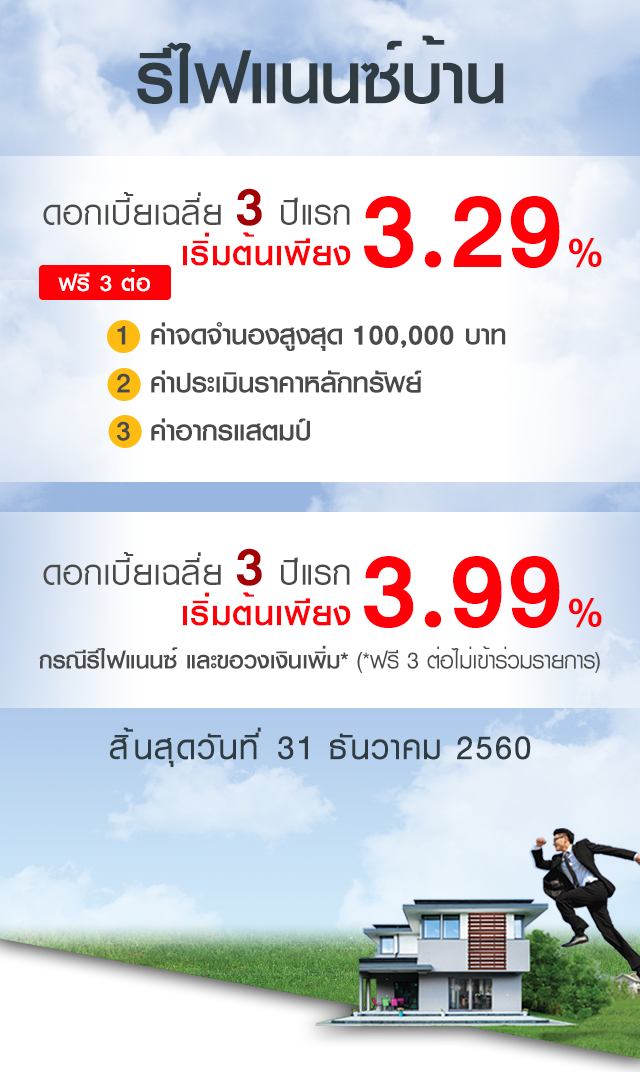 รีไฟแนนซ์บ้าน
ดอกเบี้ยเฉลี่ย 3 ปีแรก
เริ่มต้นเพียง 3.29%
ฟรี 3 ต่อ
1 ค่าจดจำนองสูงสุด 100,000 บาท
2 ค่าประเมินราคาหลักทรัพย์
3 ค่าอากรแสตมป์
ดอกเบี้ยเฉลี่ย 3 ปีแรก
เริ่มต้นเพียง 3.99%
กรณีรีไฟแนนซ์ และขอวงเงินเพิ่ม* (*ฟรี 3 ต่อไม่เข้าร่วมรายการ)
สิ้นสุดวันที่ 31 ธันวาคม 2560